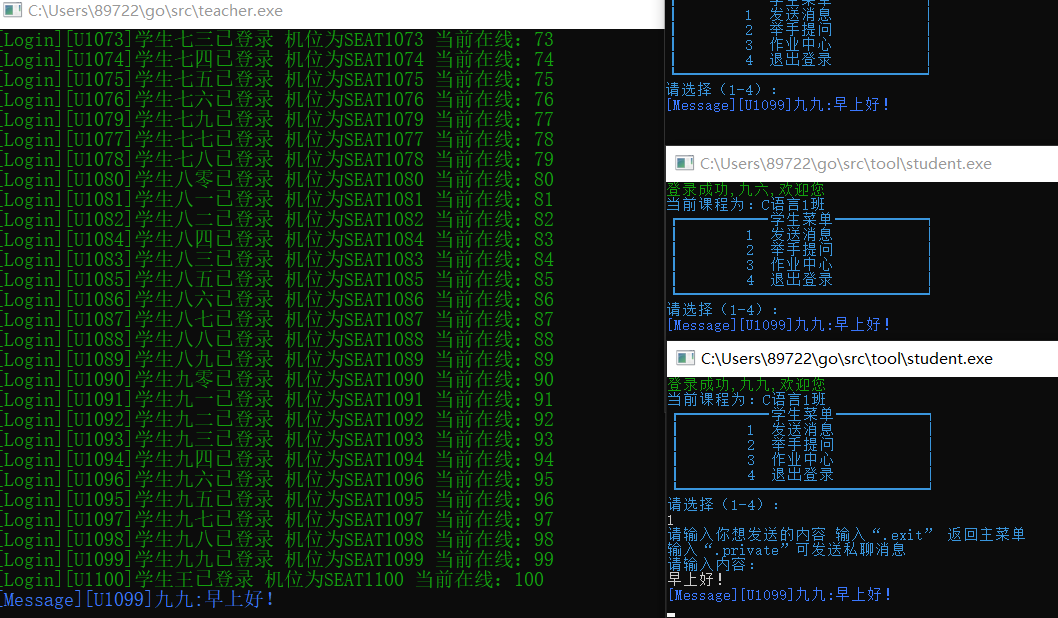 C:\Users\89722\go\src\teacher.exe
[Login][U1073]学生七三已登录 机位为SEAT1073 当前在线：73
[Login][U1074]学生七四已登录 机位为SEAT1074 当前在线：74
[Login][U1075]学生七五已登录 机位为SEAT1075 当前在线：75
[Login][U1076]学生七六已登录 机位为SEAT1076 当前在线：76
[Login][U1079]学生七九已登录 机位为SEAT1079 当前在线：77
[Login][U1077]学生七七已登录 机位为SEAT1077 当前在线：78
[Login][U1078]学生七八已登录 机位为SEAT1078 当前在线：79
[Login][U1080]学生八零已登录 机位为SEAT1080 当前在线：80
[Login][U1081]学生八一已登录 机位为SEAT1081 当前在线：81
[Login][U1082]学生八二已登录 机位为SEAT1082 当前在线：82
[Login][U1084]学生八四已登录 机位为SEAT1084 当前在线：83
[Login][U1083]学生八三已登录 机位为SEAT1083 当前在线：84
[Login][U1085]学生八五已登录 机位为SEAT1085 当前在线：85
[Login][U1086]学生八六已登录 机位为SEAT1086 当前在线：86
[Login][U1087]学生八七已登录 机位为SEAT1087 当前在线：87
[Login][U1088]学生八八已登录 机位为SEAT1088 当前在线：88
[Login][U1089]学生八九已登录 机位为SEAT1089 当前在线：89
[Login][U1090]学生九零已登录 机位为SEAT1090 当前在线：90
[Login][U1091]学生九一已登录 机位为SEAT1091 当前在线：91
[Login][U1092]学生九二已登录 机位为SEAT1092 当前在线：92
[Login][U1093]学生九三已登录 机位为SEAT1093 当前在线：93
[Login][U1094]学生九四已登录 机位为SEAT1094 当前在线：94
[Login][U1096]学生九六已登录 机位为SEAT1096 当前在线：95
[Login][U1095]学生九五已登录 机位为SEAT1095 当前在线：96
[Login][U1097]学生九七已登录 机位为SEAT1097 当前在线：97
[Login][U1098]学生九八已登录 机位为SEAT1098 当前在线：98
[Login][U1099]学生九九已登录 机位为SEAT1099 当前在线：99
[Login][U1100]学生王已登录 机位为SEAT1100 当前在线：100
[Message][U1099]九九:早上好！
学生菜单
1 发送消息
2 举手提问
3 作业中心
4 退出登录
请选择（1-4）：
[Message][U1099]九九:早上好！
C:\Users\89722\go\src\tool\student.exe
登录成功,九六,欢迎您
当前课程为：C语言1班
学生菜单
1 发送消息
2 举手提问
3 作业中心
4 退出登录
请选择（1-4）：
[Message][U1099]九九:早上好！
C:\Users\89722\go\src\tool\student.exe
登录成功,九九,欢迎您
当前课程为：C语言1班
学生菜单
1 发送消息
2 举手提问
3 作业中心
4 退出登录
请选择（1-4）：
1
请输入你想发送的内容 输入“.exit” 返回主菜单
输入“.private”可发送私聊消息
请输入内容：
早上好！
[Message][U1099]九九:早上好！